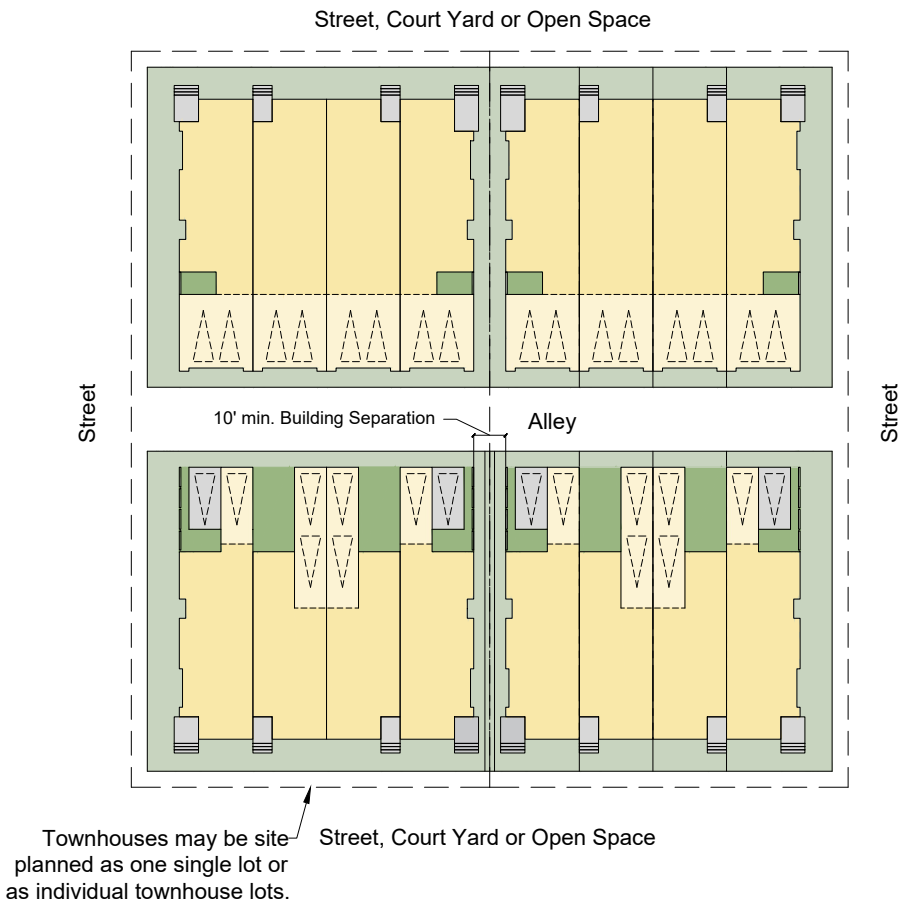 Street, Court Yard or Open Space
Street
Street
10' min. Building Separation
Alley
Townhouses may be site
planned as one single lot or
as individual townhouse lots.
Street, Court Yard or Open Space